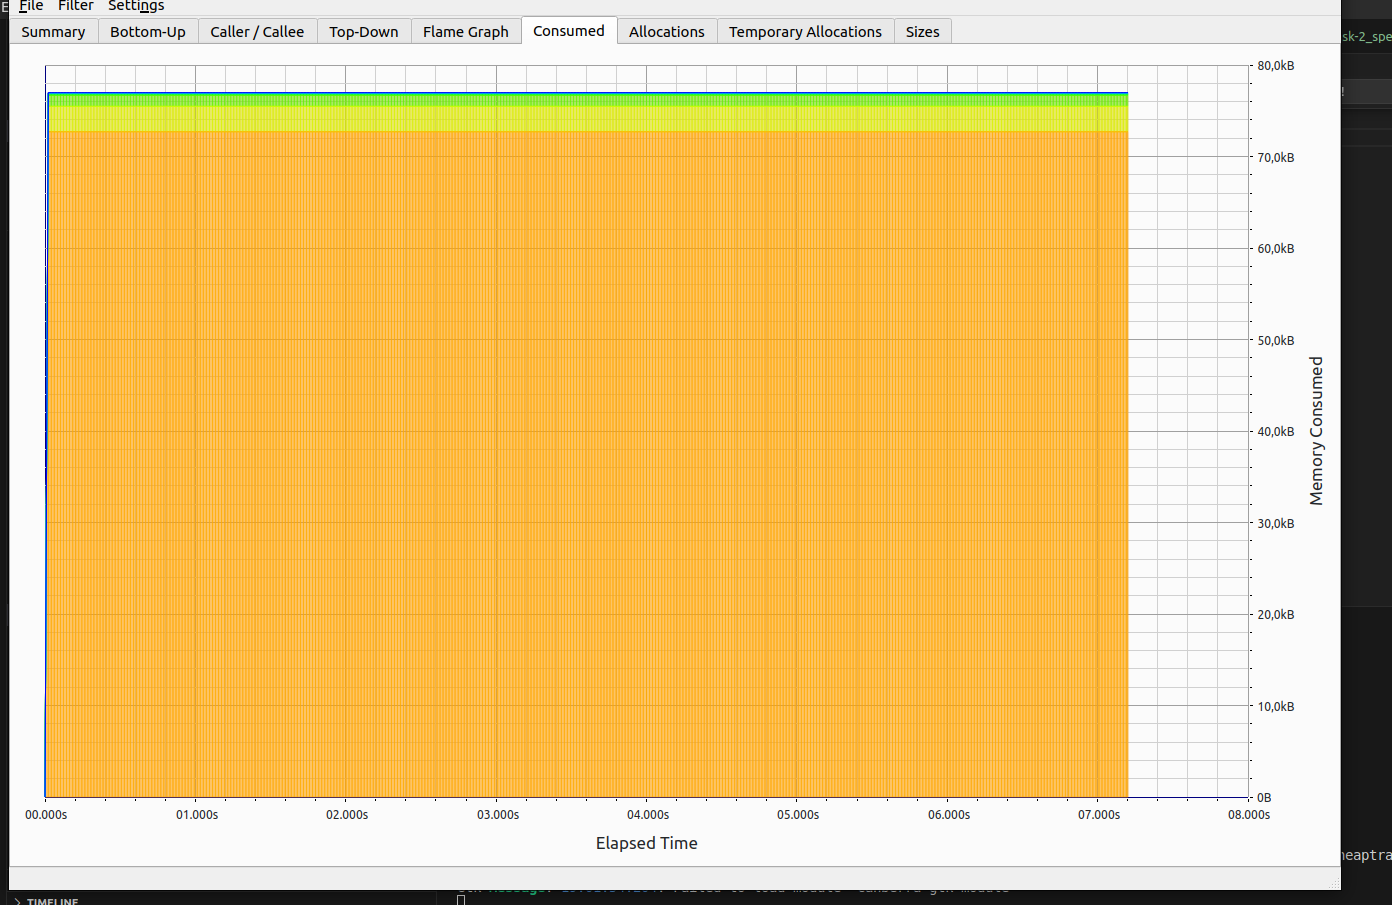 File Filter Settings
sk-2_spe
Summary Bottom-Up Caller / Callee Top-Down Flame Graph Consumed Allocations Temporary Allocations Sizes
80,0kB
70,0kB
60,0kB
50,0kB
40,0kB
30,0kB
20,0kB
10,0kB
0B
Memory Consumed
00.000s 01.000s 02.000s 03.000s 04.000s 05.000s 06.000s 07.000s 08.000s
Elapsed Time
heaptra
TIMELINE